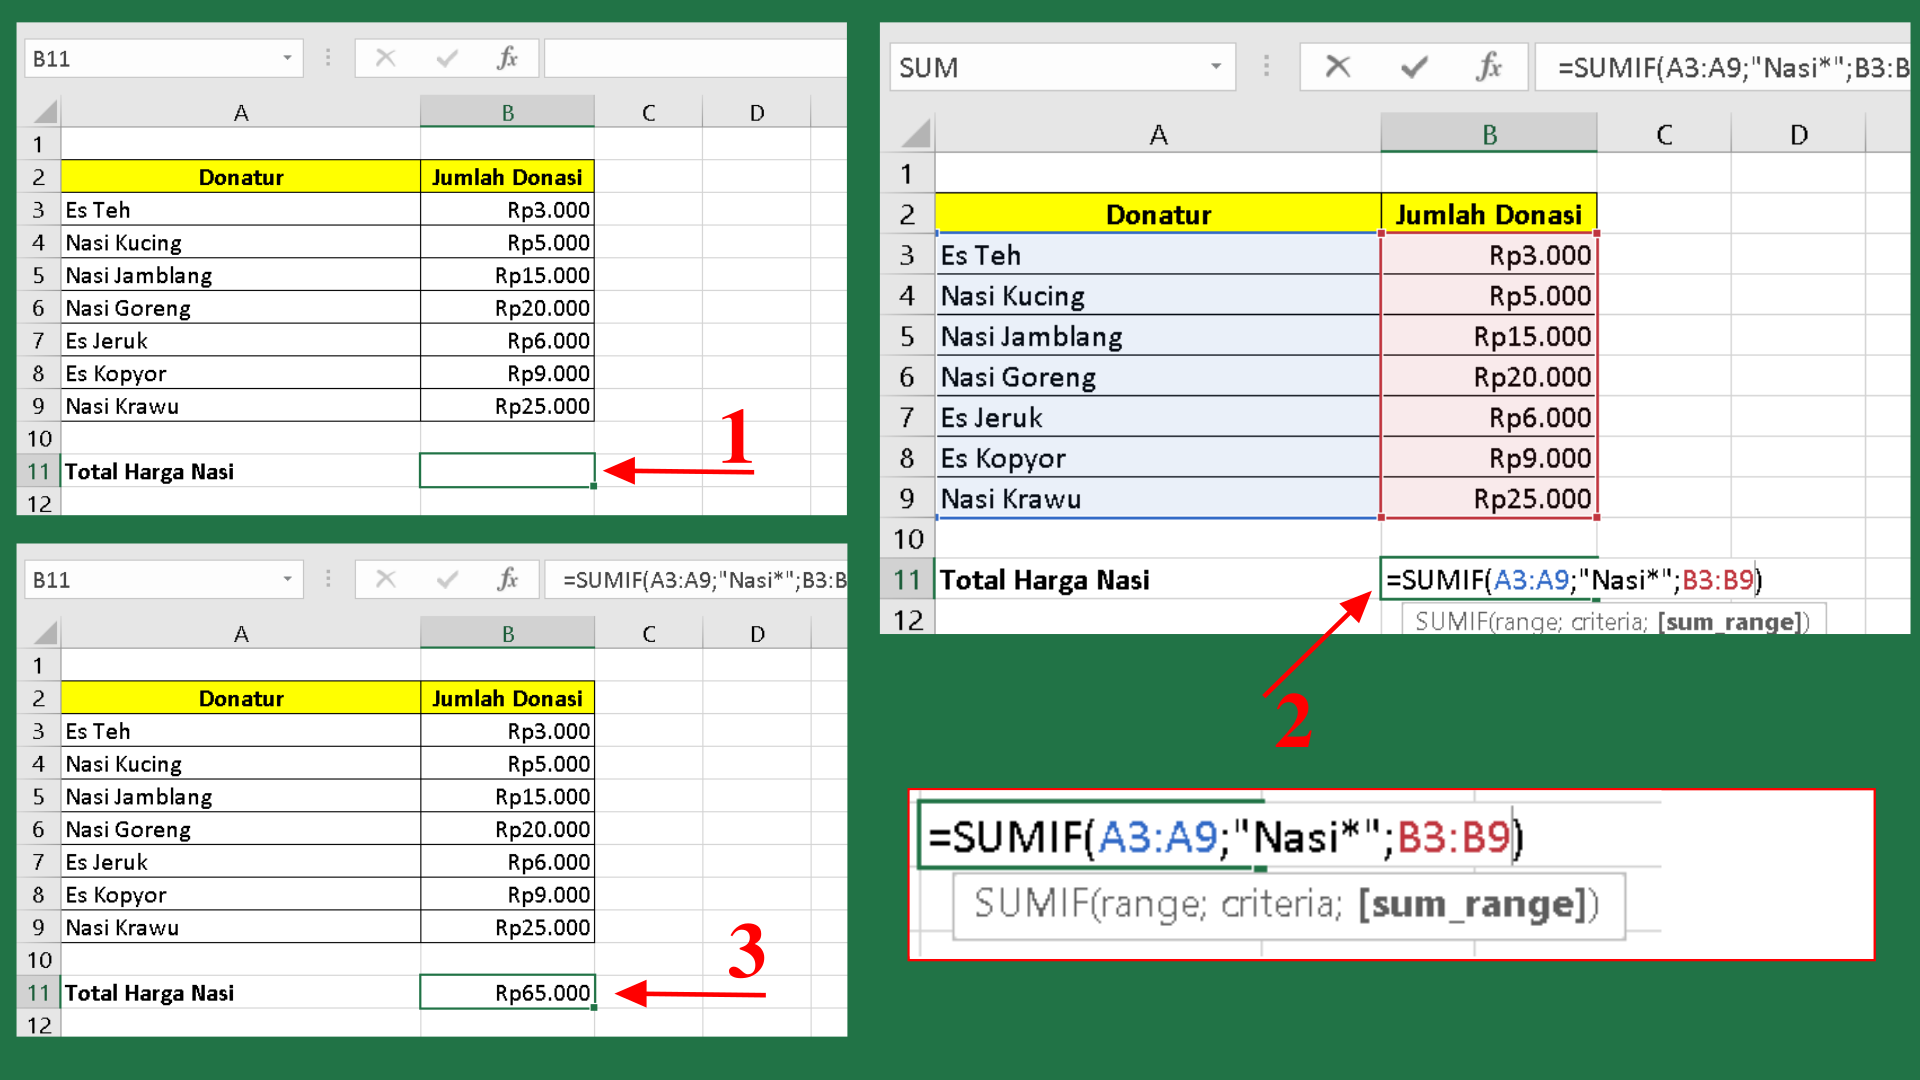 B11 fx
A B C D
1
2 Donatur Jumlah Donasi
3 Es Teh Rp3.000
4 Nasi Kucing Rp5.000
5 Nasi Jamblang Rp15.000
6 Nasi Goreng Rp20.000
7 Es Jeruk Rp6.000
8 Es Kopyor Rp9.000
9 Nasi Krawu Rp25.000
10
11 Total Harga Nasi
12
1
SUM fx =SUMIF(A3:A9;"Nasi*";B3:B
A B C D
1
2 Donatur Jumlah Donasi
3 Es Teh Rp3.000
4 Nasi Kucing Rp5.000
5 Nasi Jamblang Rp15.000
6 Nasi Goreng Rp20.000
7 Es Jeruk Rp6.000
8 Es Kopyor Rp9.000
9 Nasi Krawu Rp25.000
10
11 Total Harga Nasi =SUMIF(A3:A9;"Nasi*";B3:B9)
12 SUMIF(range; criteria; [sum_range])
2
=SUMIF(A3:A9;"Nasi*";B3:B9)
SUMIF(range; criteria; [sum_range])
B11 fx =SUMIF(A3:A9;"Nasi*";B3:B
A B C D
1
2 Donatur Jumlah Donasi
3 Es Teh Rp3.000
4 Nasi Kucing Rp5.000
5 Nasi Jamblang Rp15.000
6 Nasi Goreng Rp20.000
7 Es Jeruk Rp6.000
8 Es Kopyor Rp9.000
9 Nasi Krawu Rp25.000
10
11 Total Harga Nasi Rp65.000
12
3